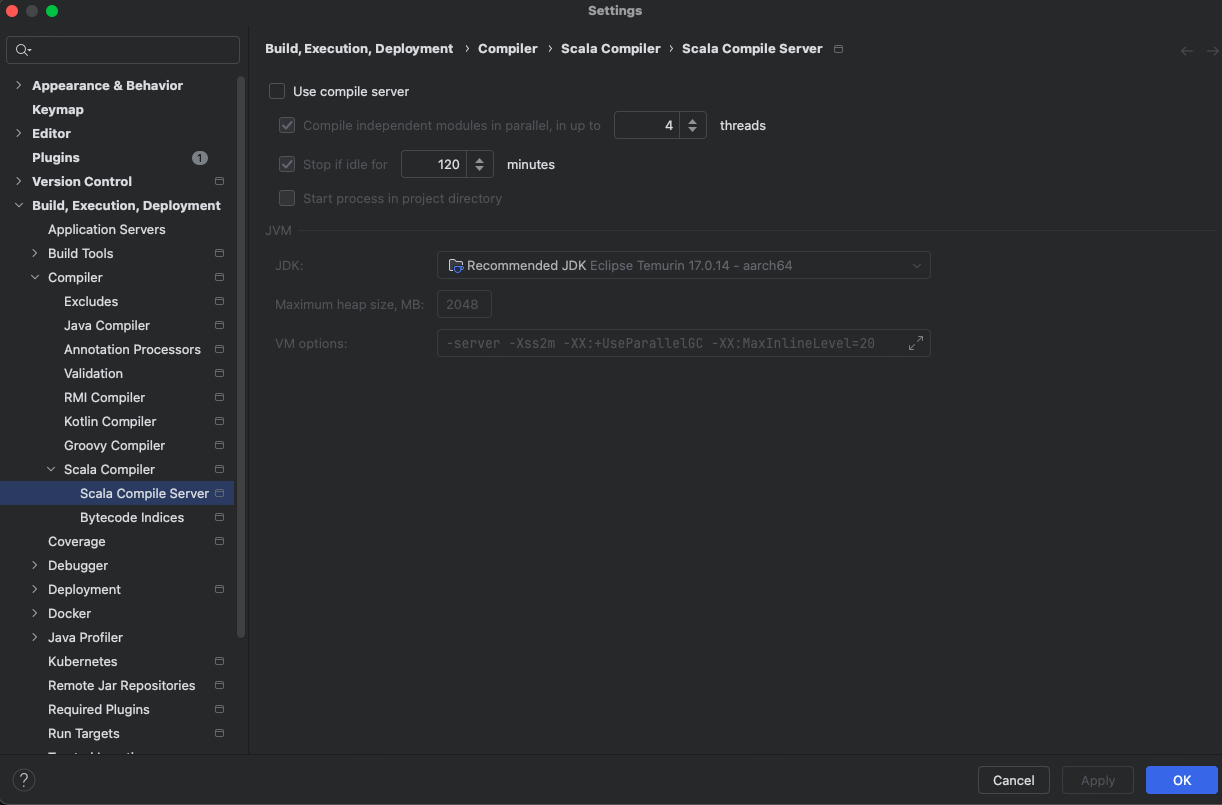 Settings
Build, Execution, Deployment › Compiler › Scala Compiler › Scala Compile Server
Appearance & Behavior
Keymap
Editor
Plugins 1
Version Control
Build, Execution, Deployment
Application Servers
Build Tools
Compiler
Excludes
Java Compiler
Annotation Processors
Validation
RMI Compiler
Kotlin Compiler
Groovy Compiler
Scala Compiler
Scala Compile Server
Bytecode Indices
Coverage
Debugger
Deployment
Docker
Java Profiler
Kubernetes
Remote Jar Repositories
Required Plugins
Run Targets
Use compile server
Compile independent modules in parallel, in up to 4 threads
Stop if idle for 120 minutes
Start process in project directory
JVM
JDK: Recommended JDK Eclipse Temurin 17.0.14 - aarch64
Maximum heap size, MB: 2048
VM options: -server -Xss2m -XX:+UseParallelGC -XX:MaxInlineLevel=20
? Cancel Apply OK